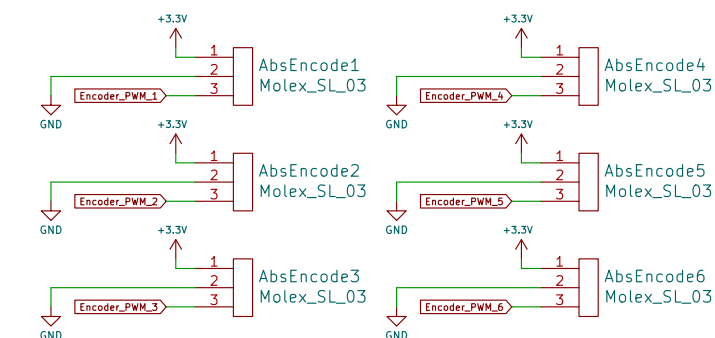 +3.3V
1
2
3
AbsEncode1
Molex_SL_03
Encoder_PWM_1
GND
+3.3V
1
2
3
AbsEncode4
Molex_SL_03
Encoder_PWM_4
GND
+3.3V
1
2
3
AbsEncode2
Molex_SL_03
Encoder_PWM_2
GND
+3.3V
1
2
3
AbsEncode5
Molex_SL_03
Encoder_PWM_5
GND
+3.3V
1
2
3
AbsEncode3
Molex_SL_03
Encoder_PWM_3
GND
+3.3V
1
2
3
AbsEncode6
Molex_SL_03
Encoder_PWM_6
GND